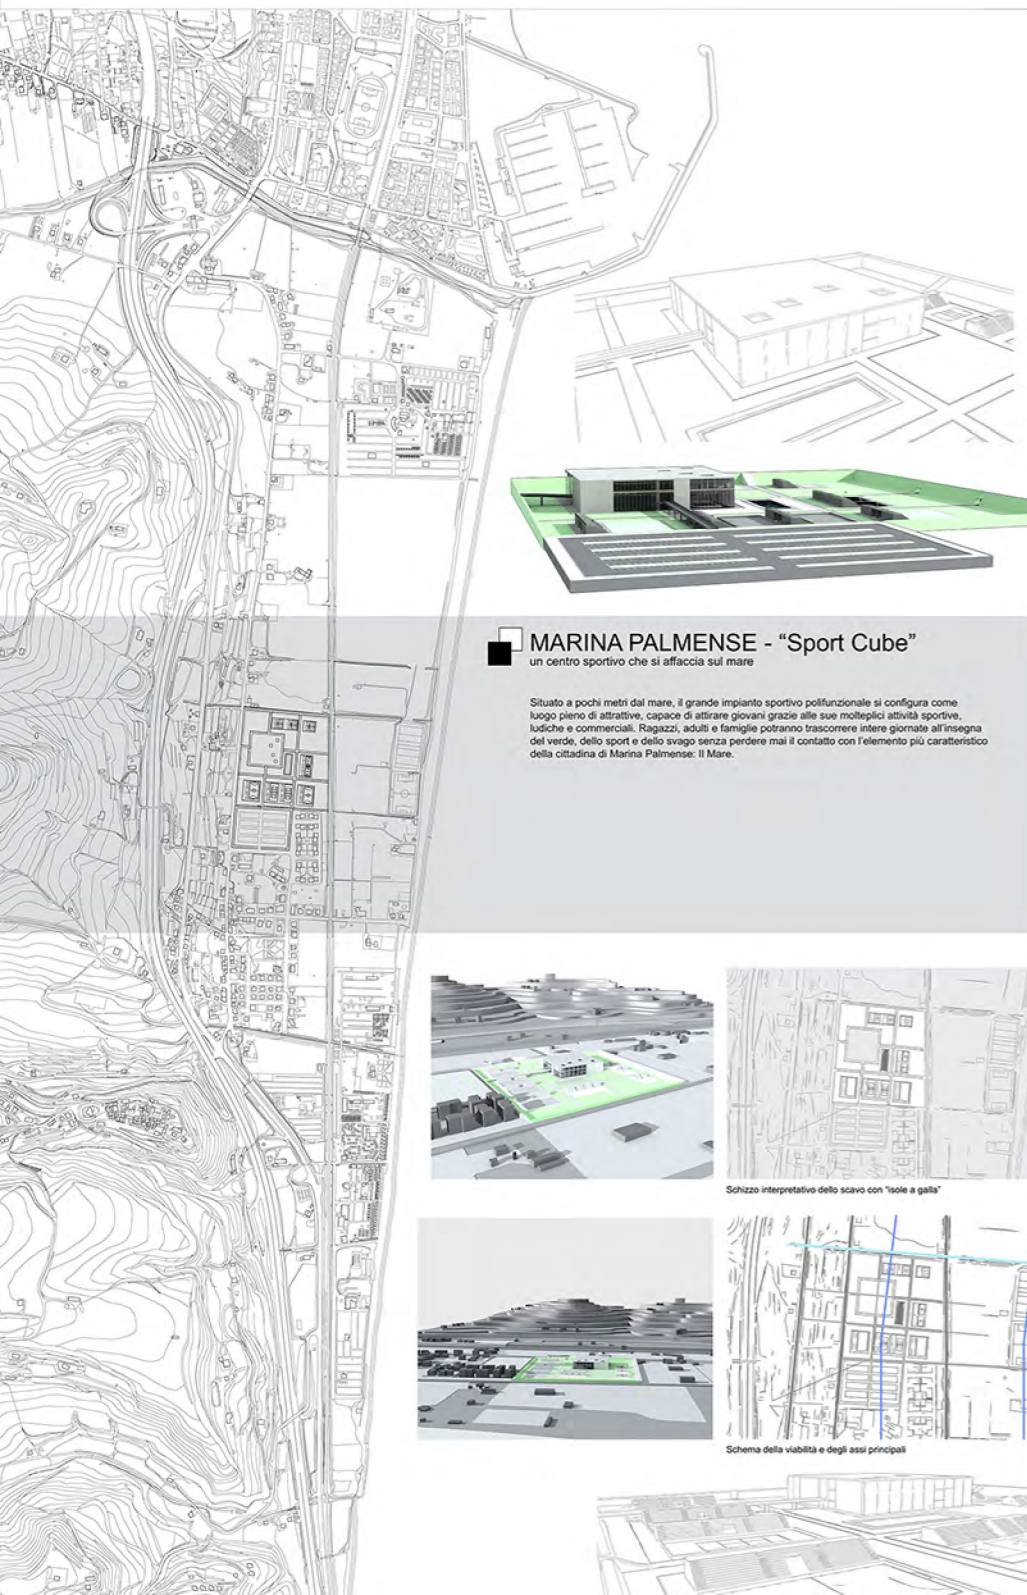 MARINA PALMENSE - “Sport Cube”
un centro sportivo che si affaccia sul mare
Situato a pochi metri dal mare, il grande impianto sportivo polifunzionale si configura come
luogo pieno di attrattive, capace di attirare giovani grazie alle sue molteplici attività sportive,
ludiche e commerciali. Ragazzi, adulti e famiglie potranno trascorrere intere giornate all’insegna
del verde, dello sport e dello svago senza perdere mai il contatto con l’elemento più caratteristico
della cittadina di Marina Palmense: Il Mare.
Schizzo interpretativo dello scavo con “isole a galla”
Schema della viabilità e degli assi principali